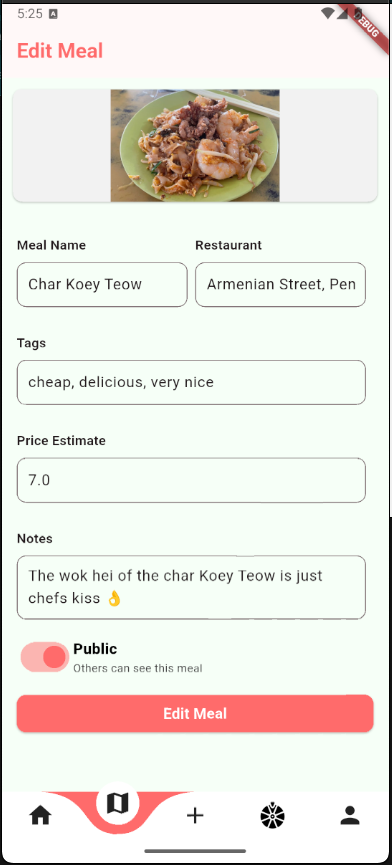 5:25 A
DEBUG
Edit Meal
Meal Name
Restaurant
Char Koey Teow
Armenian Street, Pen
Tags
cheap, delicious, very nice
Price Estimate
7.0
Notes
The wok hei of the char Koey Teow is just
chefs kiss 👌
Public
Others can see this meal
Edit Meal